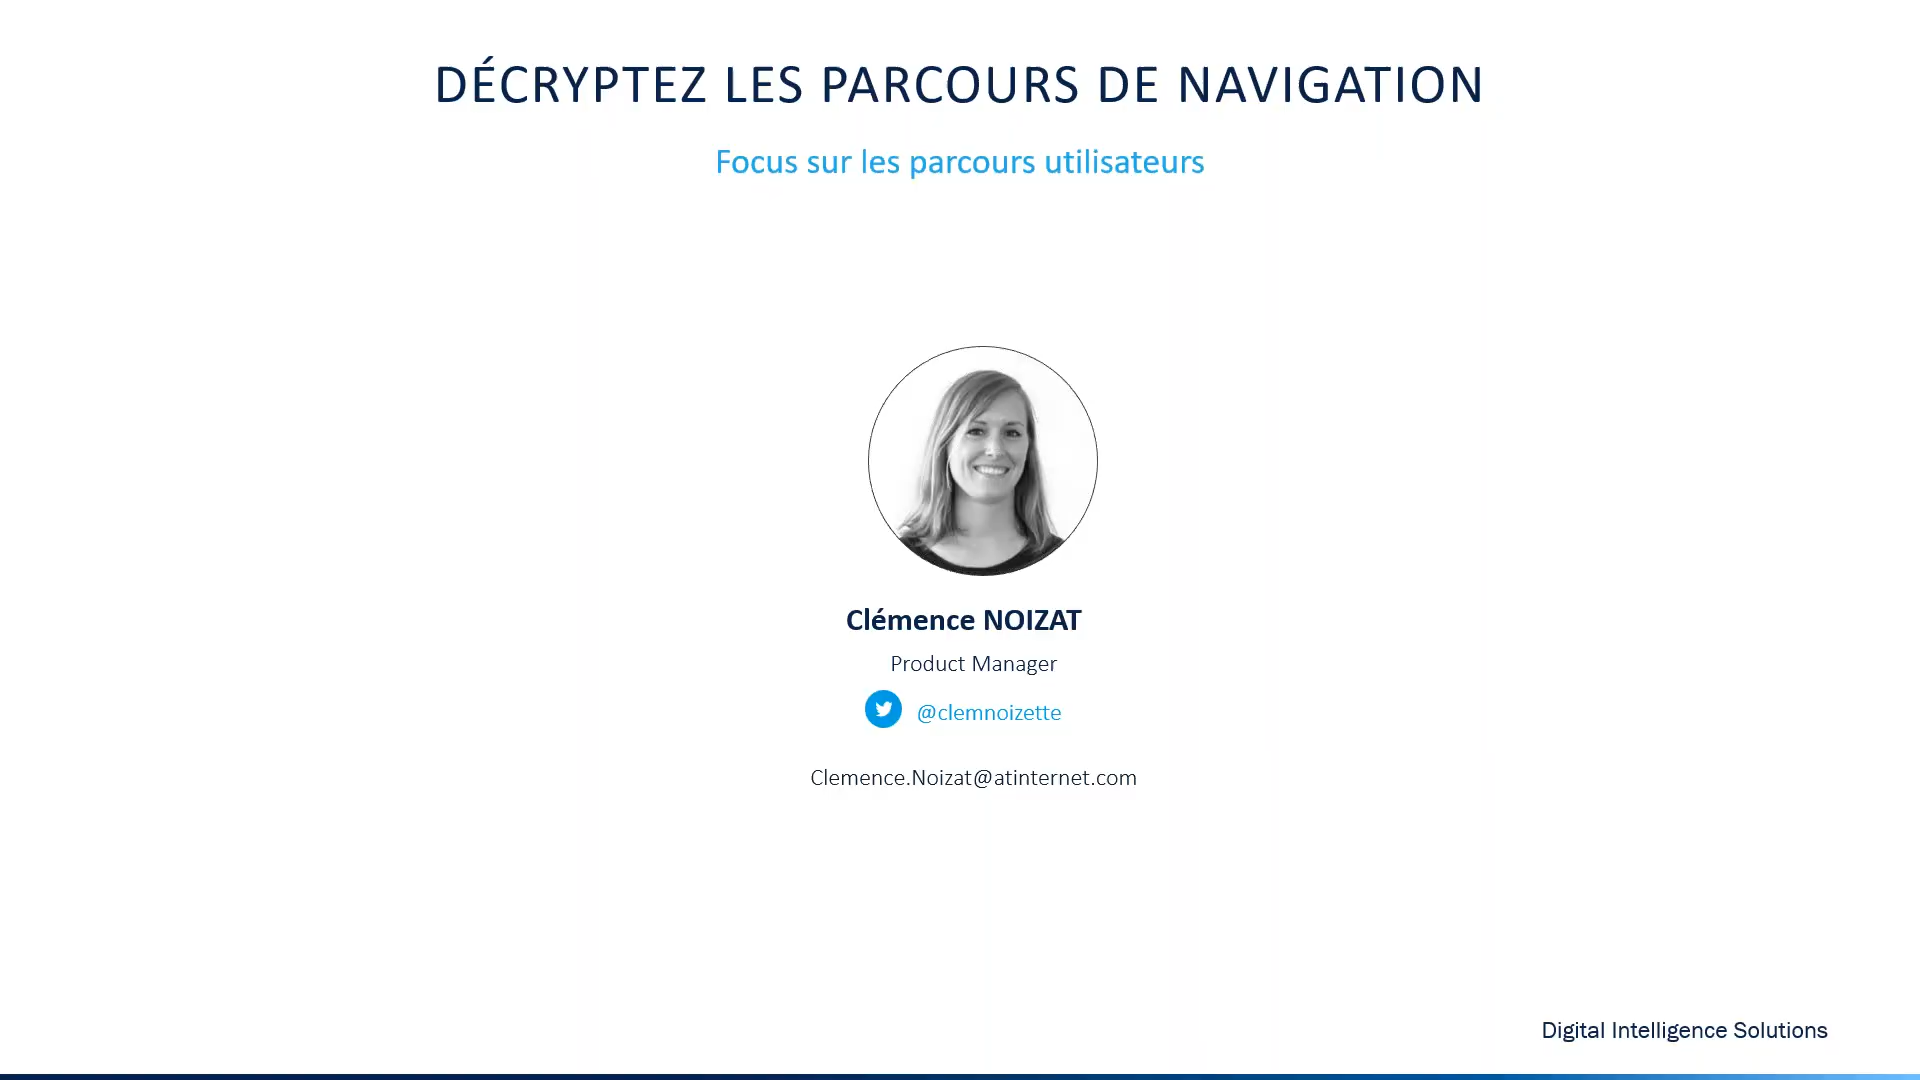 DÉCRYPTEZ LES PARCOURS DE NAVIGATION
Focus sur les parcours utilisateurs
Clémence NOIZAT
Product Manager
@clemnoizette
Clemence.Noizat@atinternet.com
Digital Intelligence Solutions